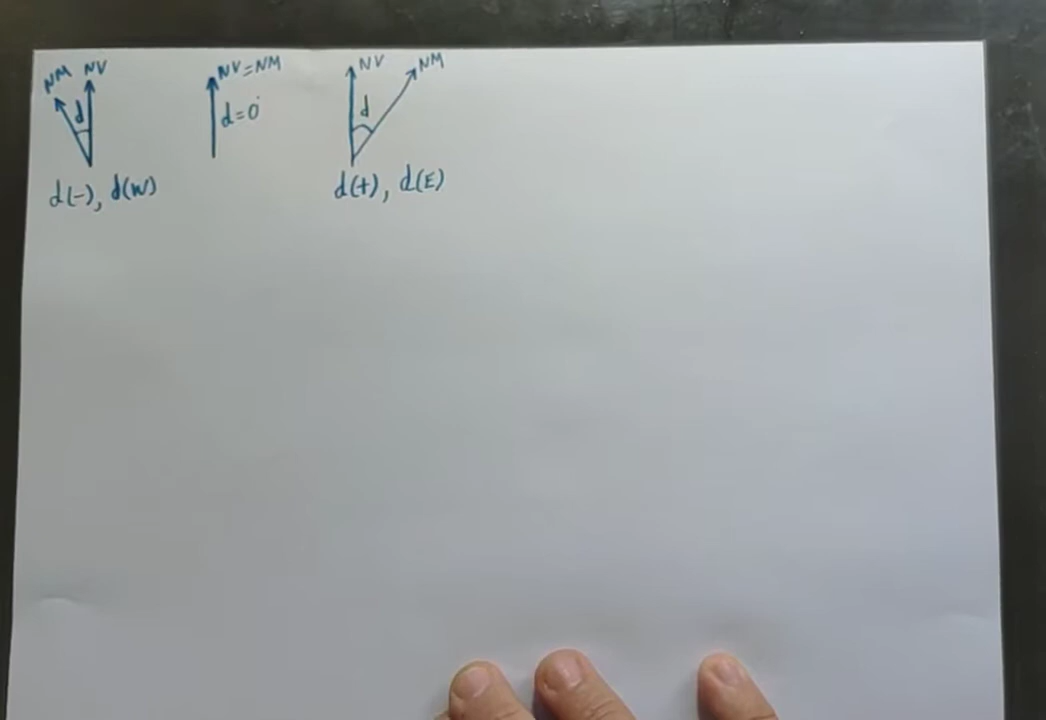 NM NV
d
d(-), d(W)
NV=NM
d=0°
NV NM
d
d(+), d(E)